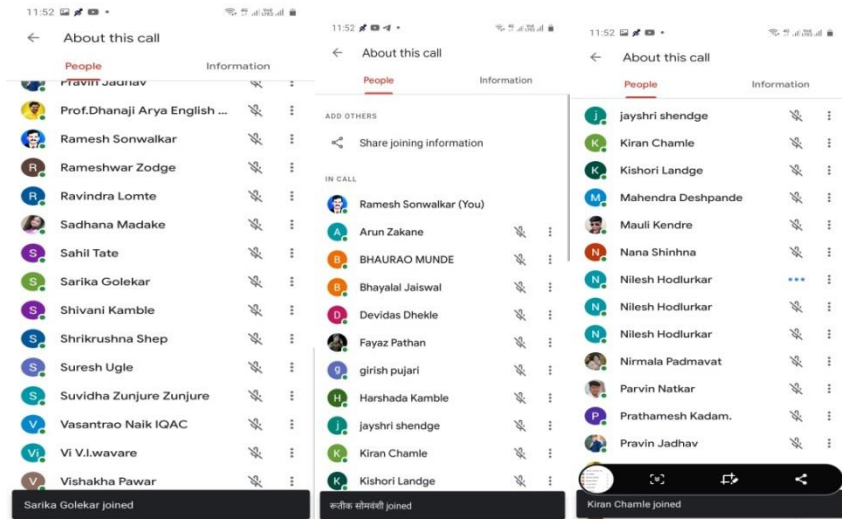 11:52
About this call
People Information
Pravin Jadhav
Prof.Dhanaji Arya English ...
Ramesh Sonwalkar
R Rameshwar Zodge
R Ravindra Lomte
Sadhana Madake
S Sahil Tate
S Sarika Golekar
S Shivani Kamble
S Shrikrushna Shep
S Suresh Ugle
S Suvidha Zunjure Zunjure
V Vasantrao Naik IQAC
Vi Vi V.I.wavare
V Vishakha Pawar
Sarika Golekar joined
11:52
About this call
People Information
ADD OTHERS
Share joining information
IN CALL
Ramesh Sonwalkar (You)
A Arun Zakane
B BHAURAO MUNDE
B Bhayalal Jaiswal
D Devidas Dhekle
Fayaz Pathan
g girish pujari
H Harshada Kamble
j jayshri shendge
K Kiran Chamle
K Kishori Landge
रूतीक सोमवंशी joined
11:52
About this call
People Information
j jayshri shendge
K Kiran Chamle
K Kishori Landge
M Mahendra Deshpande
Mauli Kendre
N Nana Shinhna
N Nilesh Hodlurkar
N Nilesh Hodlurkar
N Nilesh Hodlurkar
Nirmala Padmavat
Parvin Natkar
P Prathamesh Kadam.
Pravin Jadhav
Kiran Chamle joined